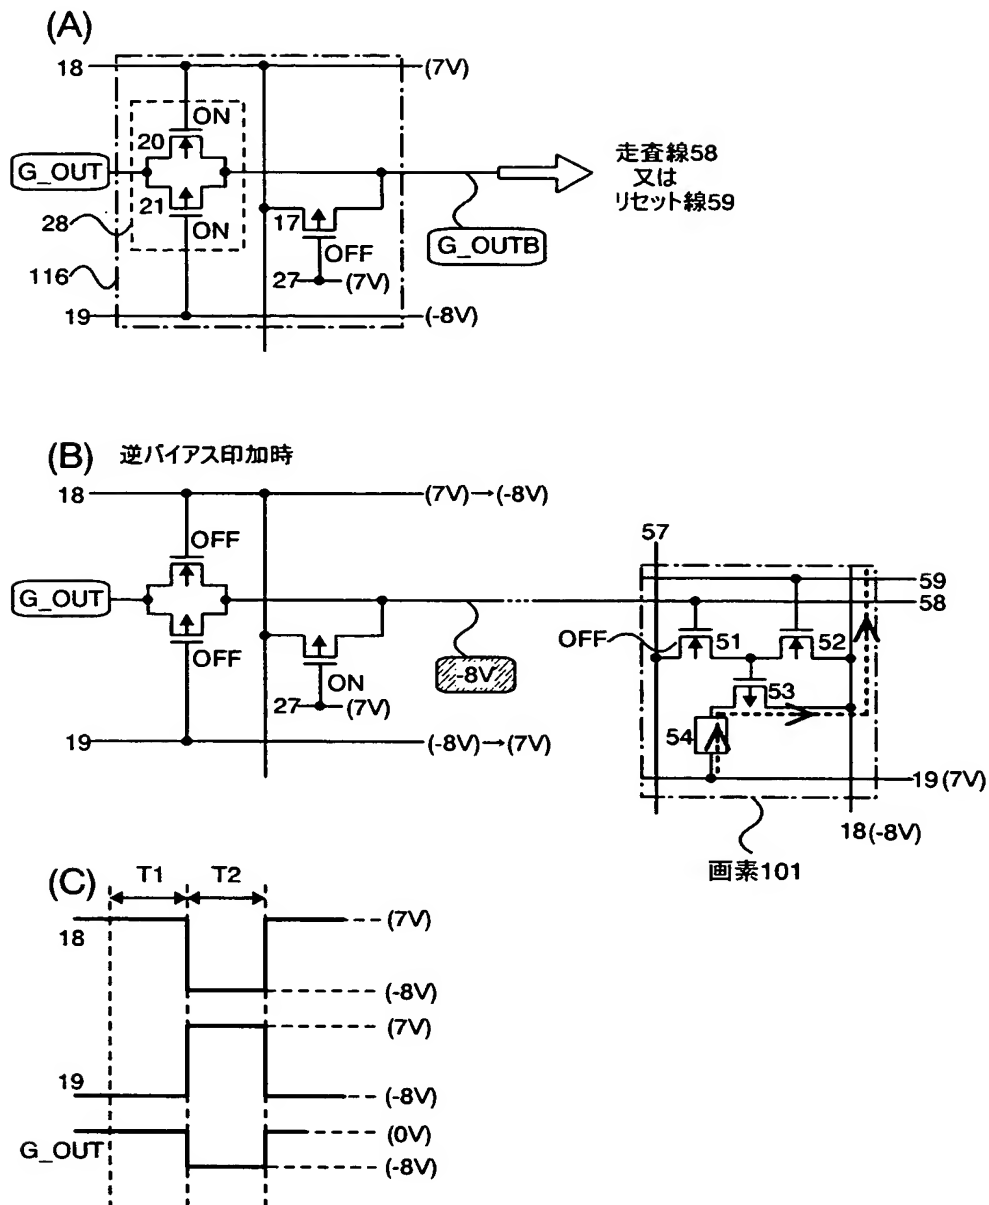 (A)
18
(7V)
ON
20
G_OUT
21
ON
28
17
OFF
27
(7V)
116
19
(-8V)
G_OUTB
走査線58
又は
リセット線59
(B) 逆バイアス印加時
18
(7V)→(-8V)
OFF
G_OUT
OFF
ON
27
(7V)
-8V
19
(-8V)→(7V)
57
59
58
OFF
51
52
53
54
19(7V)
18(-8V)
画素101
(C)
T1
T2
18
(7V)
(-8V)
(7V)
19
(-8V)
G_OUT
(0V)
(-8V)